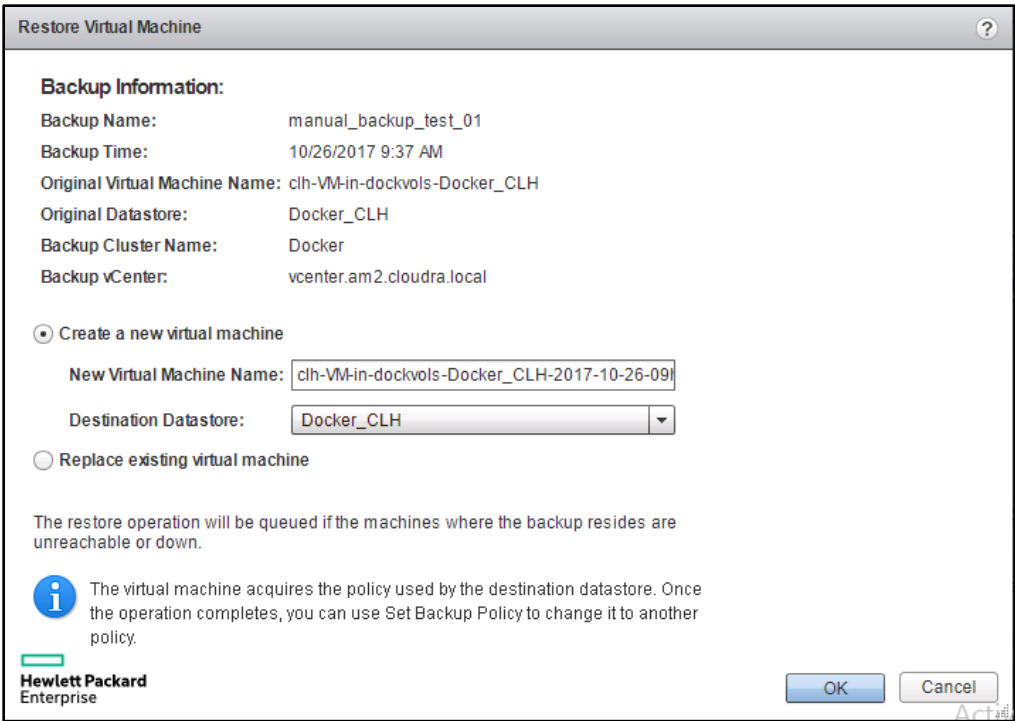 Restore Virtual Machine
?
Backup Information:
Backup Name: manual_backup_test_01
Backup Time: 10/26/2017 9:37 AM
Original Virtual Machine Name: clh-VM-in-dockvols-Docker_CLH
Original Datastore: Docker_CLH
Backup Cluster Name: Docker
Backup vCenter: vcenter.am2.cloudra.local
Create a new virtual machine
New Virtual Machine Name: clh-VM-in-dockvols-Docker_CLH-2017-10-26-09
Destination Datastore: Docker_CLH
Replace existing virtual machine
The restore operation will be queued if the machines where the backup resides are
unreachable or down.
i
The virtual machine acquires the policy used by the destination datastore. Once
the operation completes, you can use Set Backup Policy to change it to another
policy.
Hewlett Packard
Enterprise
OK Cancel